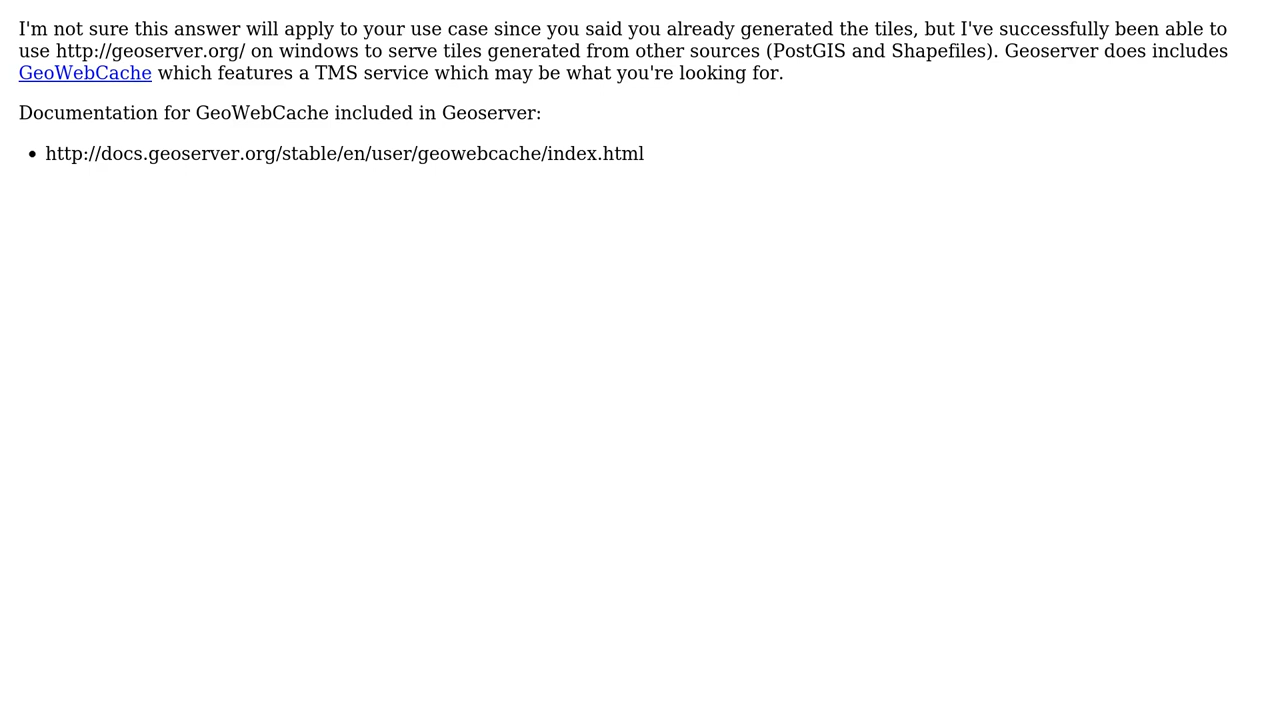 I'm not sure this answer will apply to your use case since you said you already generated the tiles, but I've successfully been able to
use http://geoserver.org/ on windows to serve tiles generated from other sources (PostGIS and Shapefiles). Geoserver does includes
GeoWebCache which features a TMS service which may be what you're looking for.
Documentation for GeoWebCache included in Geoserver:
• http://docs.geoserver.org/stable/en/user/geowebcache/index.html